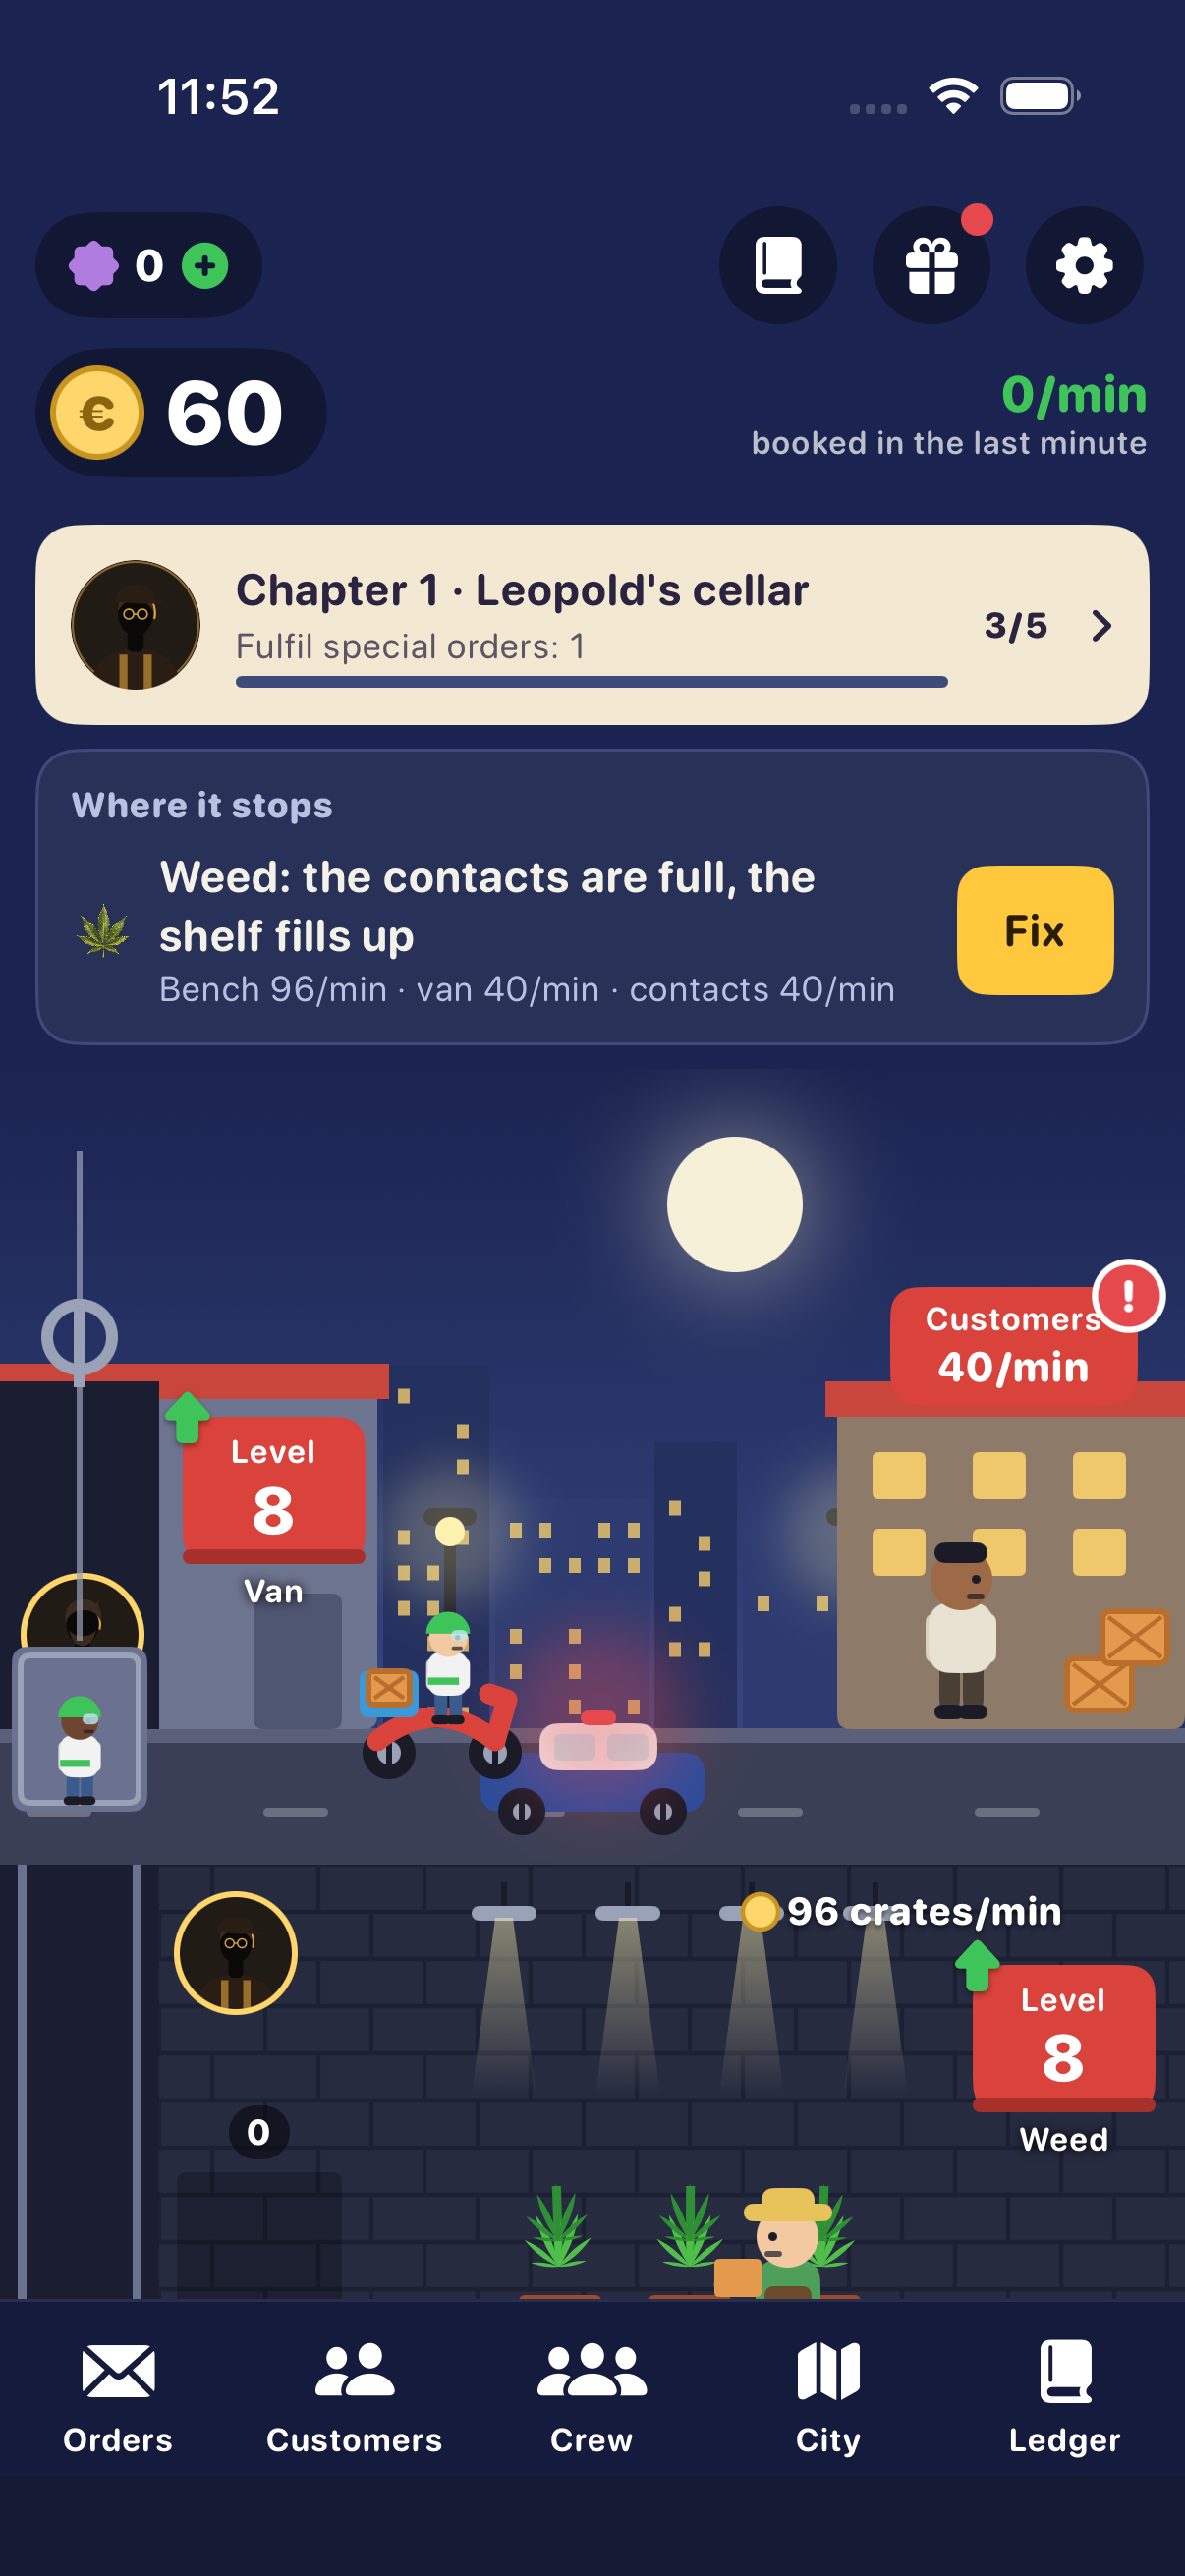 11:52
0
€ 60
0/min
booked in the last minute
Chapter 1 · Leopold's cellar
Fulfil special orders: 1
3/5
Where it stops
Weed: the contacts are full, the
shelf fills up
Bench 96/min · van 40/min · contacts 40/min
Fix
Customers
!
40/min
Level
8
Van
96 crates/min
Level
8
Weed
0
Orders
Customers
Crew
City
Ledger